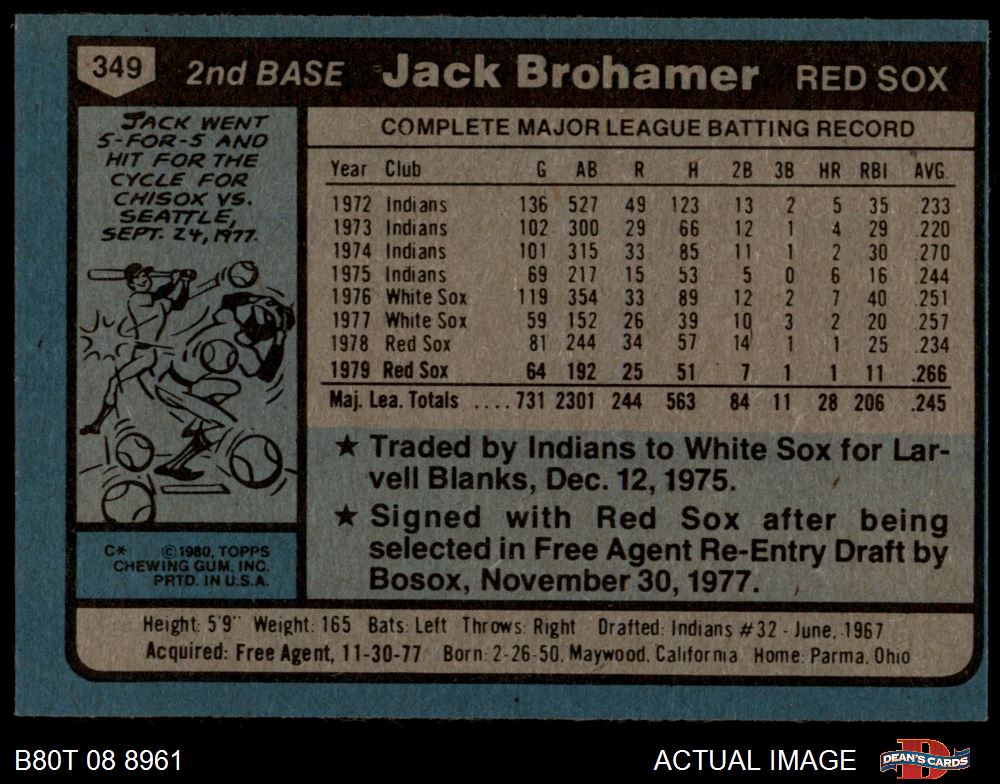 349 2nd BASE Jack Brohamer RED SOX
JACK WENT
5-FOR-5 AND
HIT FOR THE
CYCLE FOR
CHISOX VS.
SEATTLE,
SEPT. 24, 1977.
COMPLETE MAJOR LEAGUE BATTING RECORD
Year Club G AB R H 2B 3B HR RBI AVG.
1972 Indians 136 527 49 123 13 2 5 35 .233
1973 Indians 102 300 29 66 12 1 4 29 .220
1974 Indians 101 315 33 85 11 1 2 30 .270
1975 Indians 69 217 15 53 5 0 6 16 .244
1976 White Sox 119 354 33 89 12 2 7 40 .251
1977 White Sox 59 152 26 39 10 3 2 20 .257
1978 Red Sox 81 244 34 57 14 1 1 25 .234
1979 Red Sox 64 192 25 51 7 1 1 11 .266
Maj. Lea. Totals ....731 2301 244 563 84 11 28 206 .245
★ Traded by Indians to White Sox for Lar-
vell Blanks, Dec. 12, 1975.
★ Signed with Red Sox after being
selected in Free Agent Re-Entry Draft by
Bosox, November 30, 1977.
C* ©1980, TOPPS
CHEWING GUM, INC.
PRTD. IN U.S.A.
Height: 5'9" Weight: 165 Bats: Left Throws: Right Drafted: Indians #32 - June, 1967
Acquired: Free Agent, 11-30-77 Born: 2-26-50, Maywood, California Home: Parma, Ohio
B80T 08 8961 ACTUAL IMAGE DEAN'S CARDS